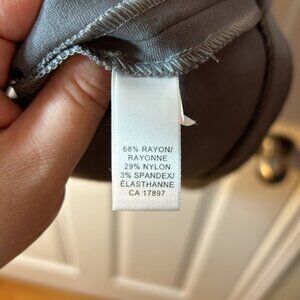 68% RAYON/
RAYONNE
29% NYLON
3% SPANDEX/
ÉLASTHANNE
CA 17897